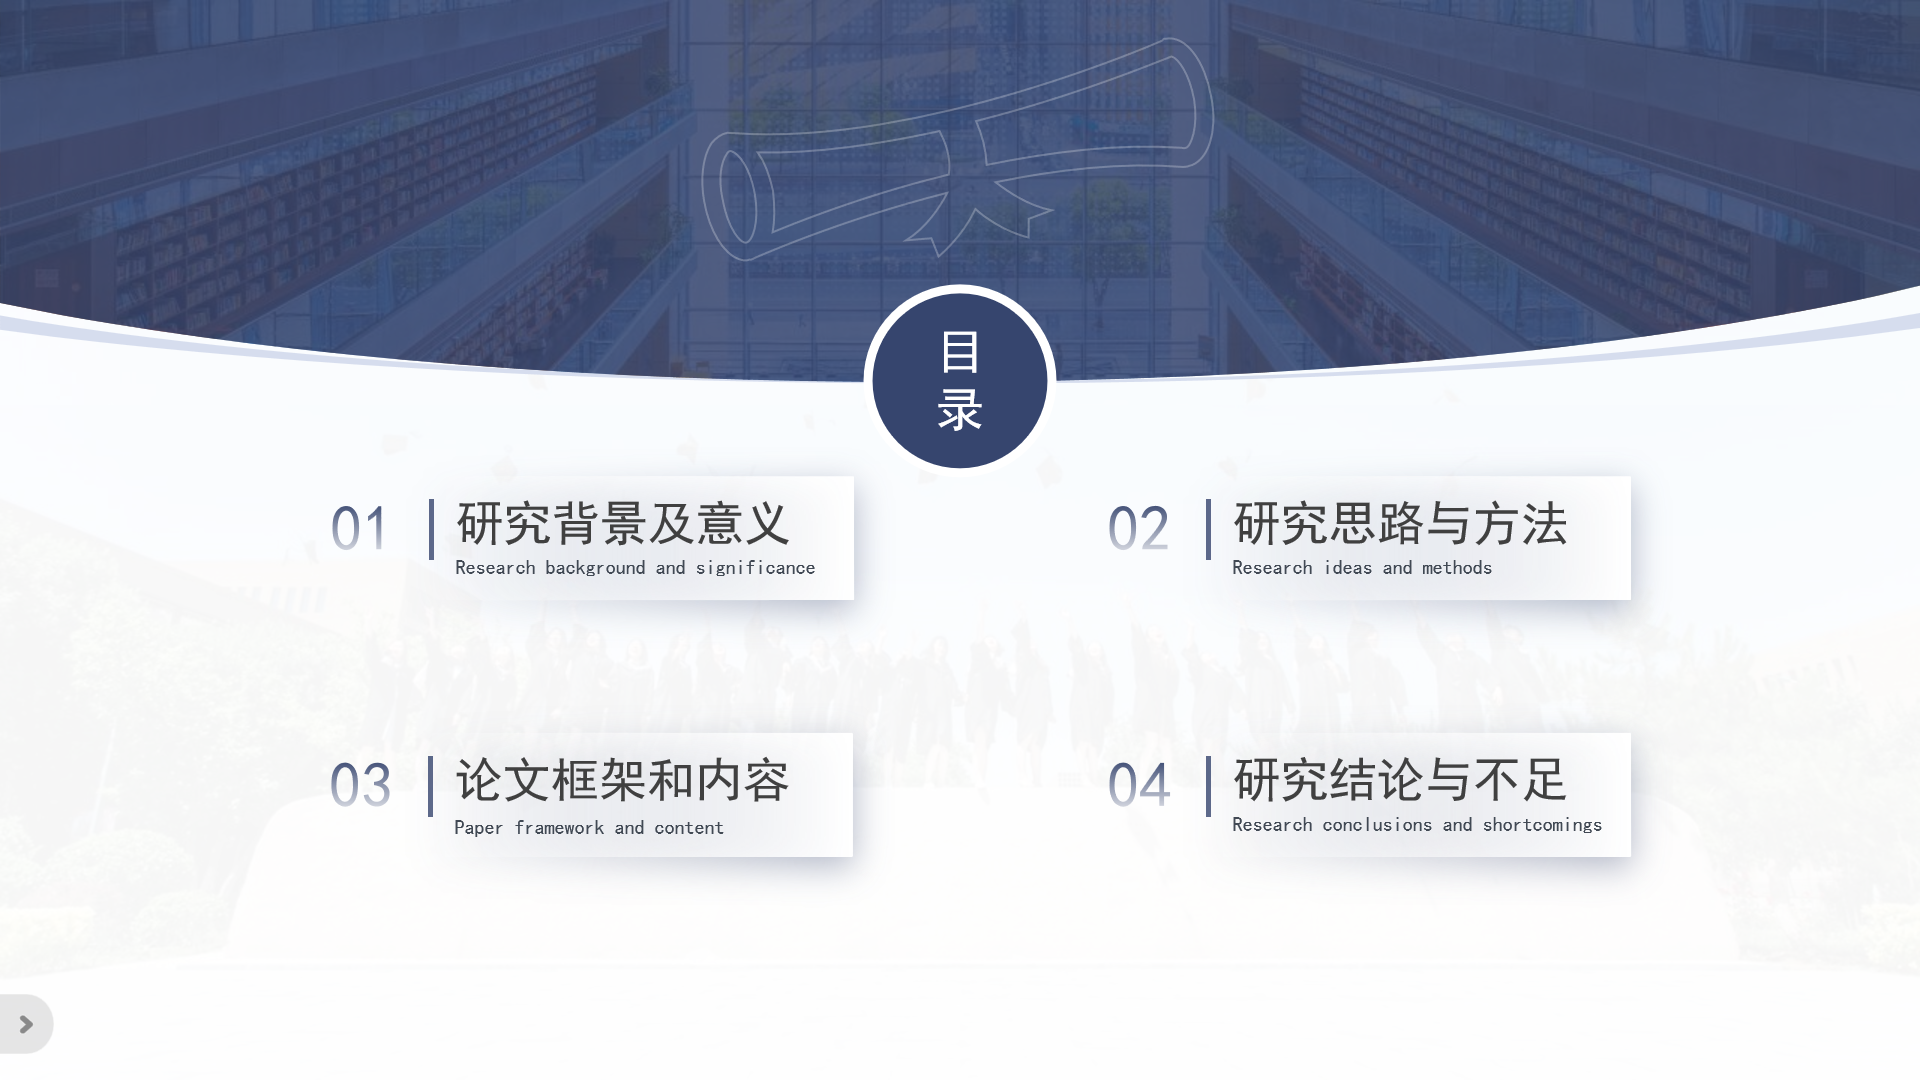 目
录
01
研究背景及意义
Research background and significance
02
研究思路与方法
Research ideas and methods
03
论文框架和内容
Paper framework and content
04
研究结论与不足
Research conclusions and shortcomings